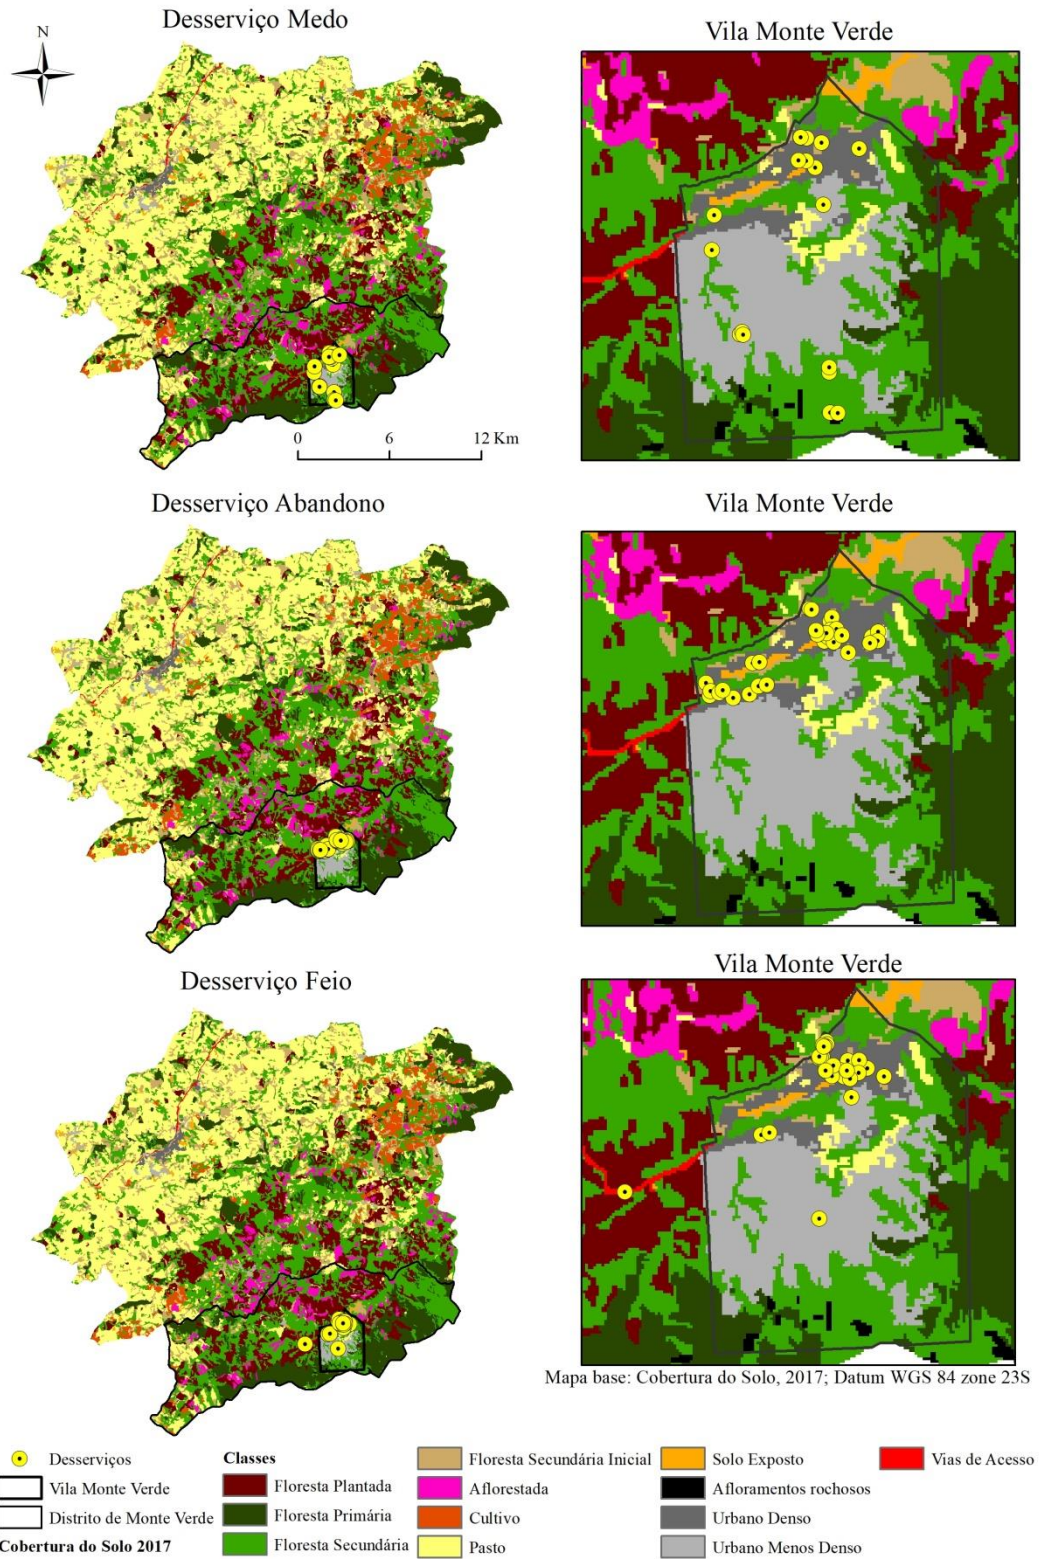 Desserviço Medo
Vila Monte Verde
N
0 6 12 Km
Desserviço Abandono
Vila Monte Verde
Desserviço Feio
Vila Monte Verde
Mapa base: Cobertura do Solo, 2017; Datum WGS 84 zone 23S
Desserviços
Vila Monte Verde
Distrito de Monte Verde
Cobertura do Solo 2017
Classes
Floresta Plantada
Floresta Primária
Floresta Secundária
Floresta Secundária Inicial
Aflorestada
Cultivo
Pasto
Solo Exposto
Afloramentos rochosos
Urbano Denso
Urbano Menos Denso
Vias de Acesso